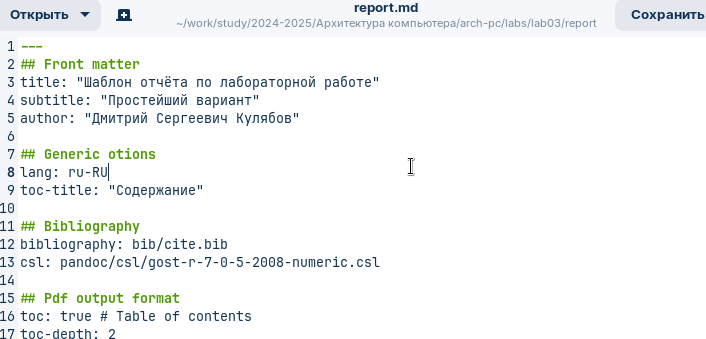 Открыть
report.md
~/work/study/2024-2025/Архитектура компьютера/arch-pc/labs/lab03/report
Сохранить
1 ---
2 ## Front matter
3 title: "Шаблон отчёта по лабораторной работе"
4 subtitle: "Простейший вариант"
5 author: "Дмитрий Сергеевич Кулябов"
6
7 ## Generic otions
8 lang: ru-RU
9 toc-title: "Содержание"
10
11 ## Bibliography
12 bibliography: bib/cite.bib
13 csl: pandoc/csl/gost-r-7-0-5-2008-numeric.csl
14
15 ## Pdf output format
16 toc: true # Table of contents
17 toc-depth: 2